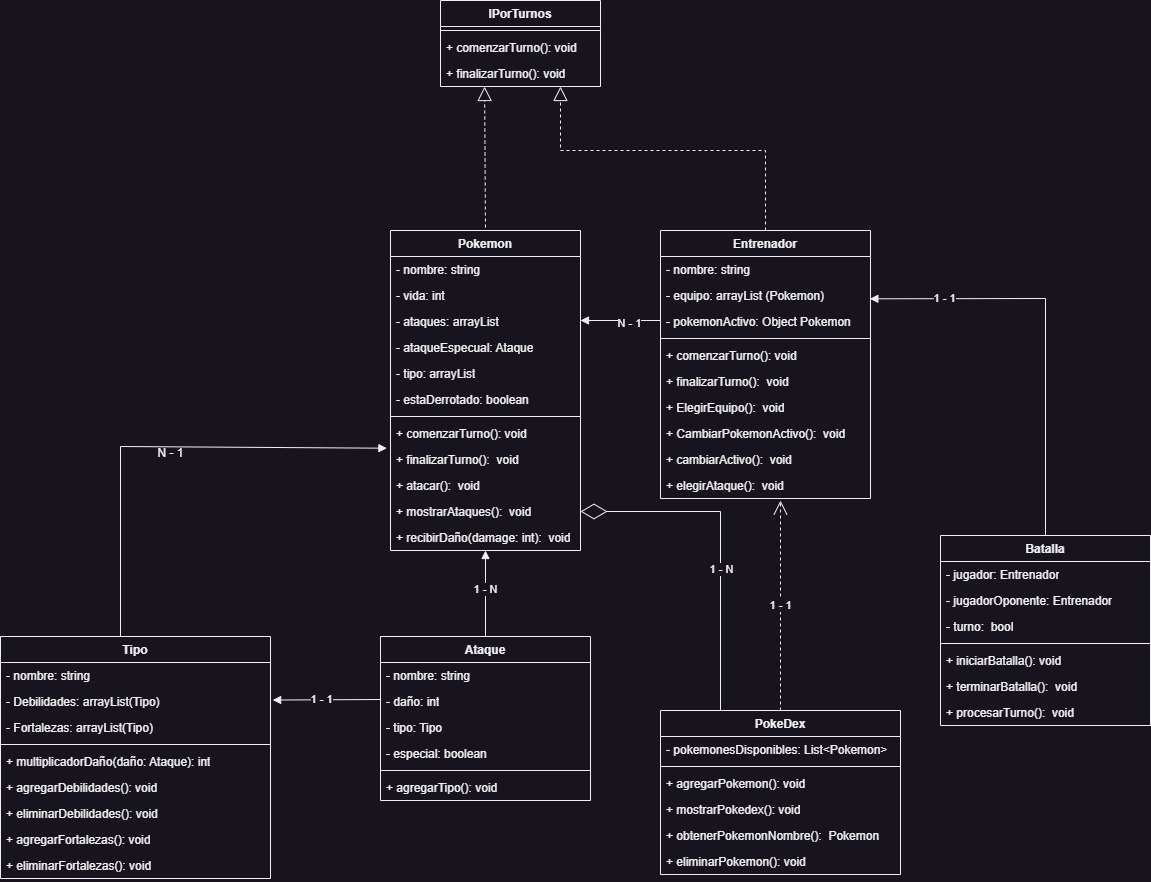 IPorTurnos
+ comenzarTurno(): void
+ finalizarTurno(): void
Pokemon
- nombre: string
- vida: int
- ataques: arrayList
- ataqueEspecual: Ataque
- tipo: arrayList
- estaDerrotado: boolean
+ comenzarTurno(): void
+ finalizarTurno(): void
+ atacar(): void
+ mostrarAtaques(): void
+ recibirDaño(damage: int): void
Entrenador
- nombre: string
- equipo: arrayList (Pokemon)
- pokemonActivo: Object Pokemon
+ comenzarTurno(): void
+ finalizarTurno(): void
+ ElegirEquipo(): void
+ CambiarPokemonActivo(): void
+ cambiarActivo(): void
+ elegirAtaque(): void
N - 1
1 - 1
N - 1
1 - N
1 - N
1 - 1
Batalla
- jugador: Entrenador
- jugadorOponente: Entrenador
- turno: bool
+ iniciarBatalla(): void
+ terminarBatalla(): void
+ procesarTurno(): void
Tipo
- nombre: string
- Debilidades: arrayList(Tipo)
- Fortalezas: arrayList(Tipo)
+ multiplicadorDaño(daño: Ataque): int
+ agregarDebilidades(): void
+ eliminarDebilidades(): void
+ agregarFortalezas(): void
+ eliminarFortalezas(): void
1 - 1
Ataque
- nombre: string
- daño: int
- tipo: Tipo
- especial: boolean
+ agregarTipo(): void
PokeDex
- pokemonesDisponibles: List<Pokemon>
+ agregarPokemon(): void
+ mostrarPokedex(): void
+ obtenerPokemonNombre(): Pokemon
+ eliminarPokemon(): void